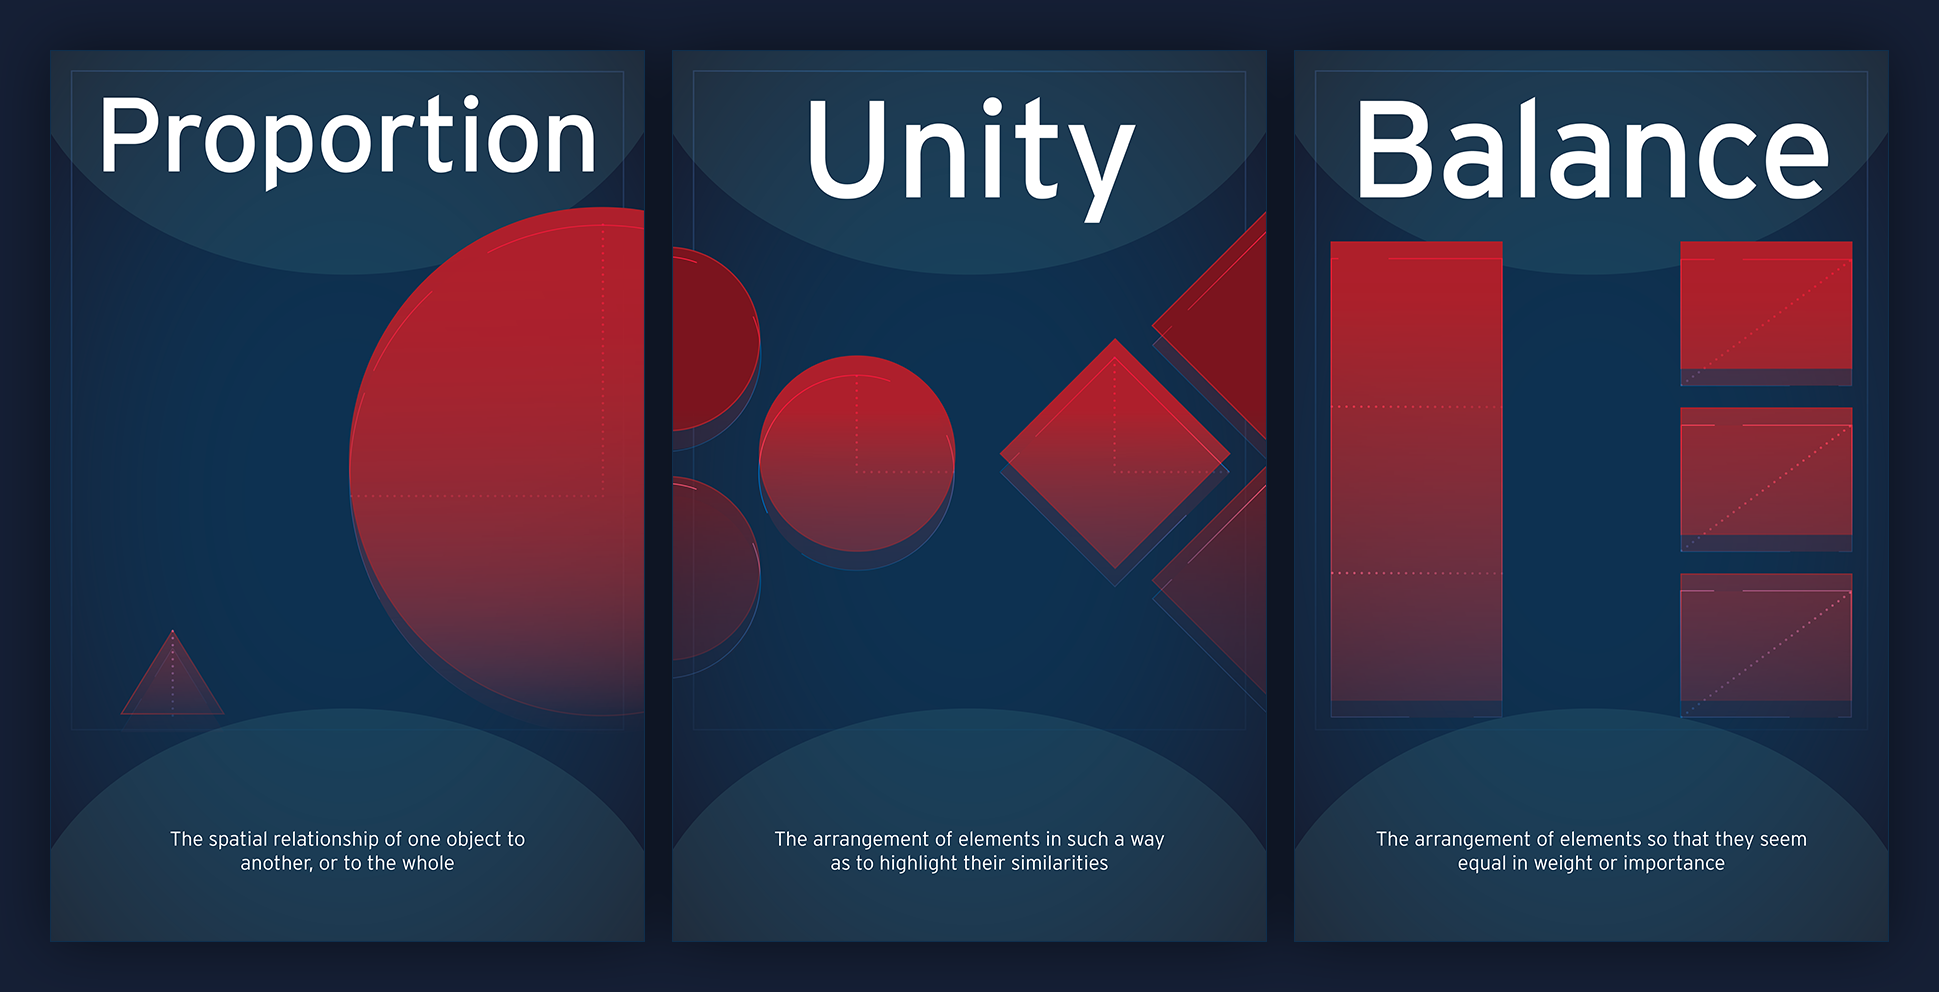 Proportion
The spatial relationship of one object to
another, or to the whole
Unity
The arrangement of elements in such a way
as to highlight their similarities
Balance
The arrangement of elements so that they seem
equal in weight or importance